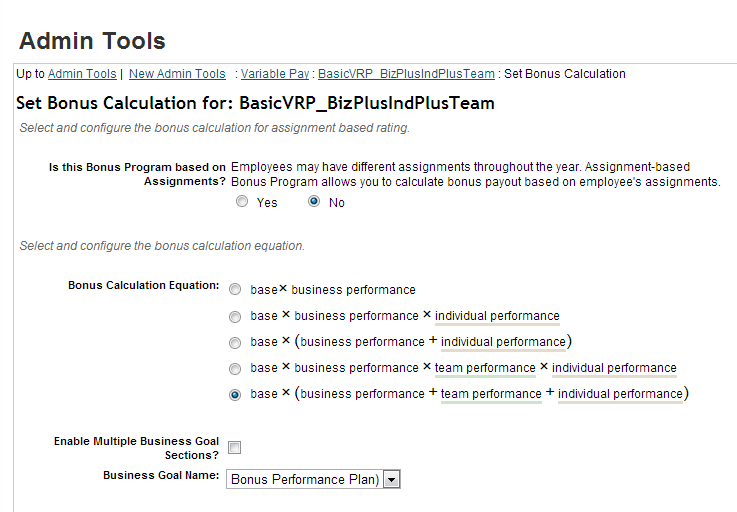 Admin Tools
Up to Admin Tools | New Admin Tools : Variable Pay : BasicVRP_BizPlusIndPlusTeam : Set Bonus Calculation
Set Bonus Calculation for: BasicVRP_BizPlusIndPlusTeam
Select and configure the bonus calculation for assignment based rating.
Is this Bonus Program based on Assignments?
Employees may have different assignments throughout the year. Assignment-based
Bonus Program allows you to calculate bonus payout based on employee's assignments.
Yes No
Select and configure the bonus calculation equation.
Bonus Calculation Equation:
base × business performance
base × business performance × individual performance
base × (business performance + individual performance)
base × business performance × team performance × individual performance
base × (business performance + team performance + individual performance)
Enable Multiple Business Goal
Sections?
Business Goal Name: Bonus Performance Plan)